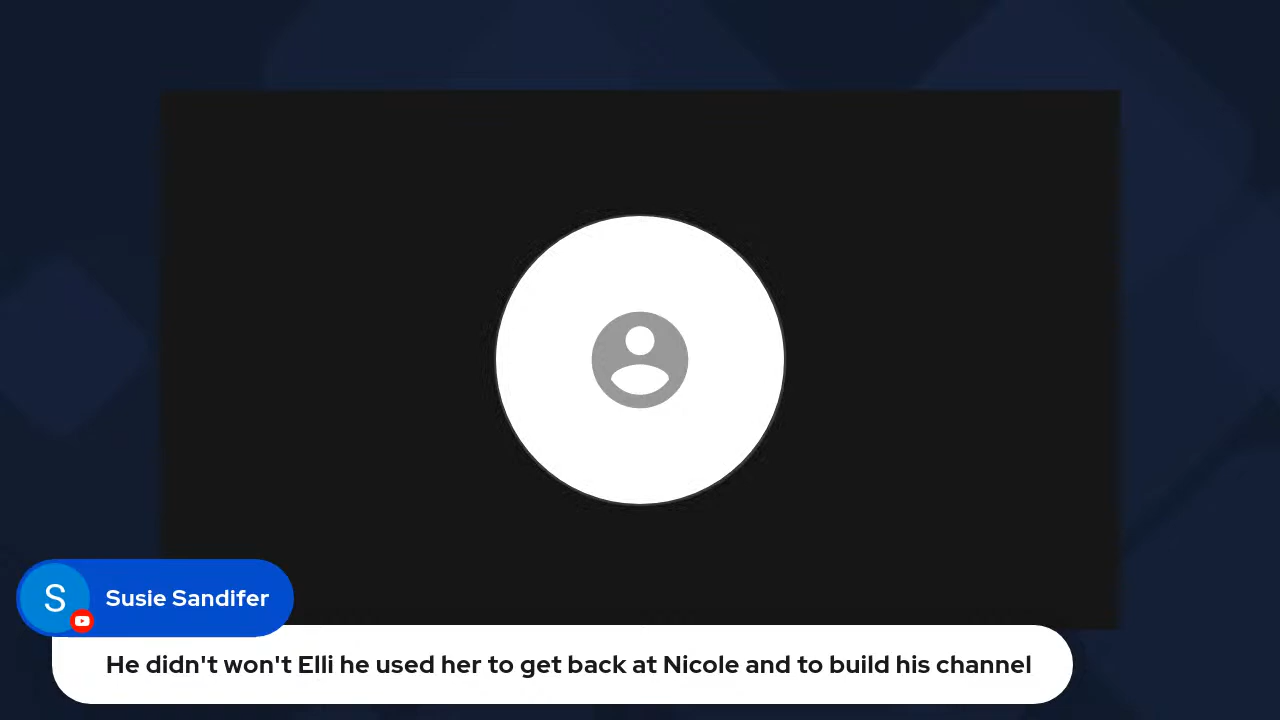 S
Susie Sandifer
He didn't won't Elli he used her to get back at Nicole and to build his channel